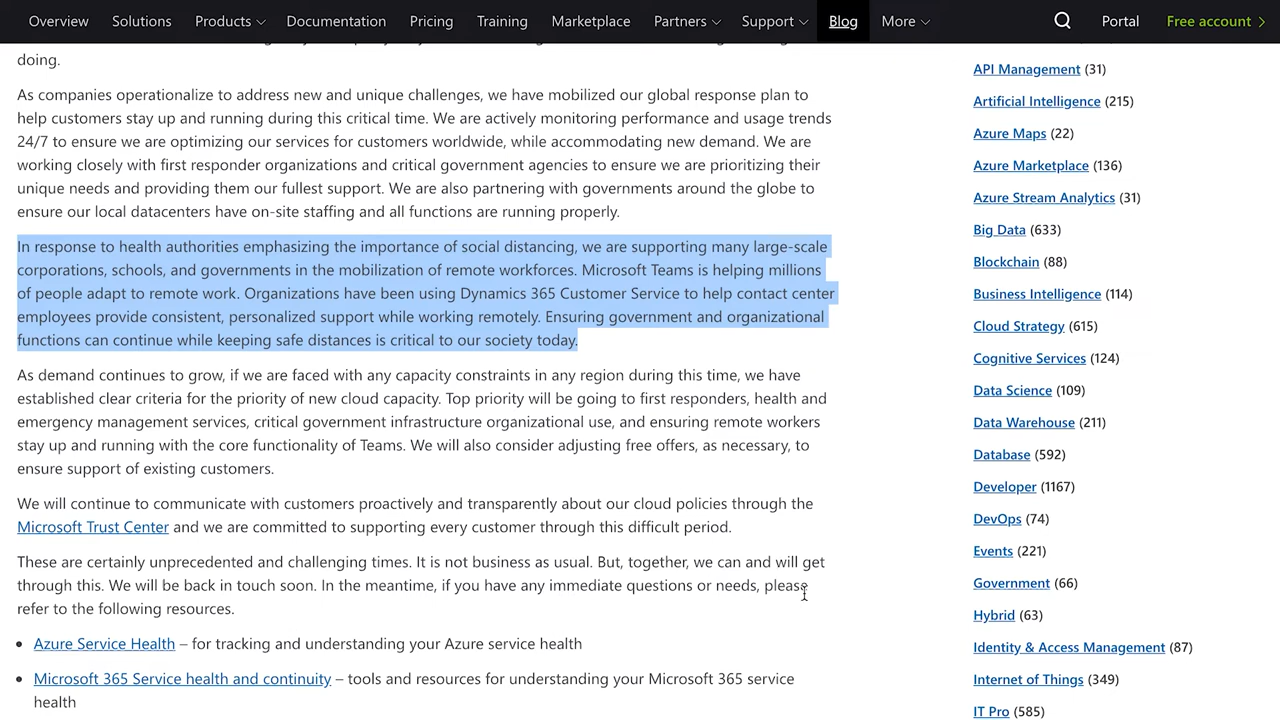 Overview Solutions Products Documentation Pricing Training Marketplace Partners Support Blog More Portal Free account
doing.
As companies operationalize to address new and unique challenges, we have mobilized our global response plan to
help customers stay up and running during this critical time. We are actively monitoring performance and usage trends
24/7 to ensure we are optimizing our services for customers worldwide, while accommodating new demand. We are
working closely with first responder organizations and critical government agencies to ensure we are prioritizing their
unique needs and providing them our fullest support. We are also partnering with governments around the globe to
ensure our local datacenters have on-site staffing and all functions are running properly.
In response to health authorities emphasizing the importance of social distancing, we are supporting many large-scale
corporations, schools, and governments in the mobilization of remote workforces. Microsoft Teams is helping millions
of people adapt to remote work. Organizations have been using Dynamics 365 Customer Service to help contact center
employees provide consistent, personalized support while working remotely. Ensuring government and organizational
functions can continue while keeping safe distances is critical to our society today.
As demand continues to grow, if we are faced with any capacity constraints in any region during this time, we have
established clear criteria for the priority of new cloud capacity. Top priority will be going to first responders, health and
emergency management services, critical government infrastructure organizational use, and ensuring remote workers
stay up and running with the core functionality of Teams. We will also consider adjusting free offers, as necessary, to
ensure support of existing customers.
We will continue to communicate with customers proactively and transparently about our cloud policies through the
Microsoft Trust Center and we are committed to supporting every customer through this difficult period.
These are certainly unprecedented and challenging times. It is not business as usual. But, together, we can and will get
through this. We will be back in touch soon. In the meantime, if you have any immediate questions or needs, please
refer to the following resources.
• Azure Service Health – for tracking and understanding your Azure service health
• Microsoft 365 Service health and continuity – tools and resources for understanding your Microsoft 365 service
health
API Management (31)
Artificial Intelligence (215)
Azure Maps (22)
Azure Marketplace (136)
Azure Stream Analytics (31)
Big Data (633)
Blockchain (88)
Business Intelligence (114)
Cloud Strategy (615)
Cognitive Services (124)
Data Science (109)
Data Warehouse (211)
Database (592)
Developer (1167)
DevOps (74)
Events (221)
Government (66)
Hybrid (63)
Identity & Access Management (87)
Internet of Things (349)
IT Pro (585)